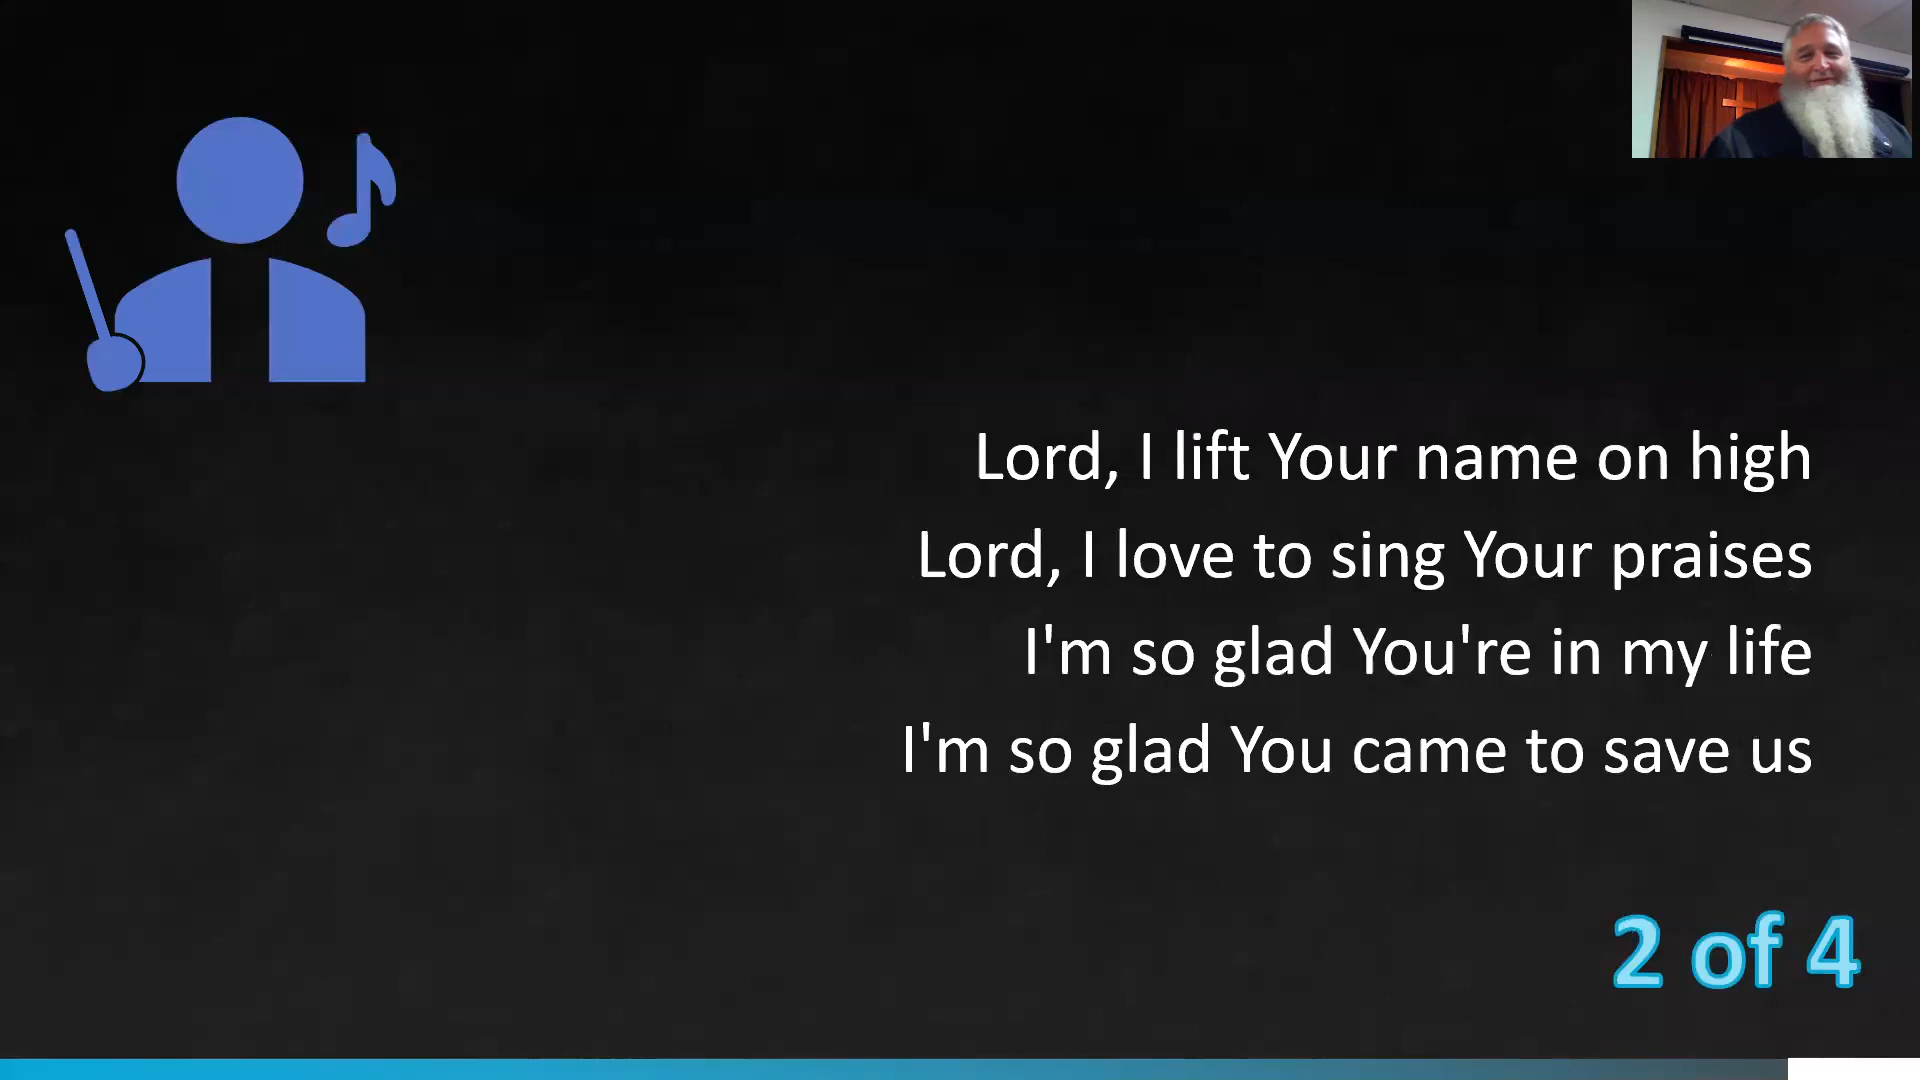 Lord, I lift Your name on high
Lord, I love to sing Your praises
I'm so glad You're in my life
I'm so glad You came to save us
2 of 4